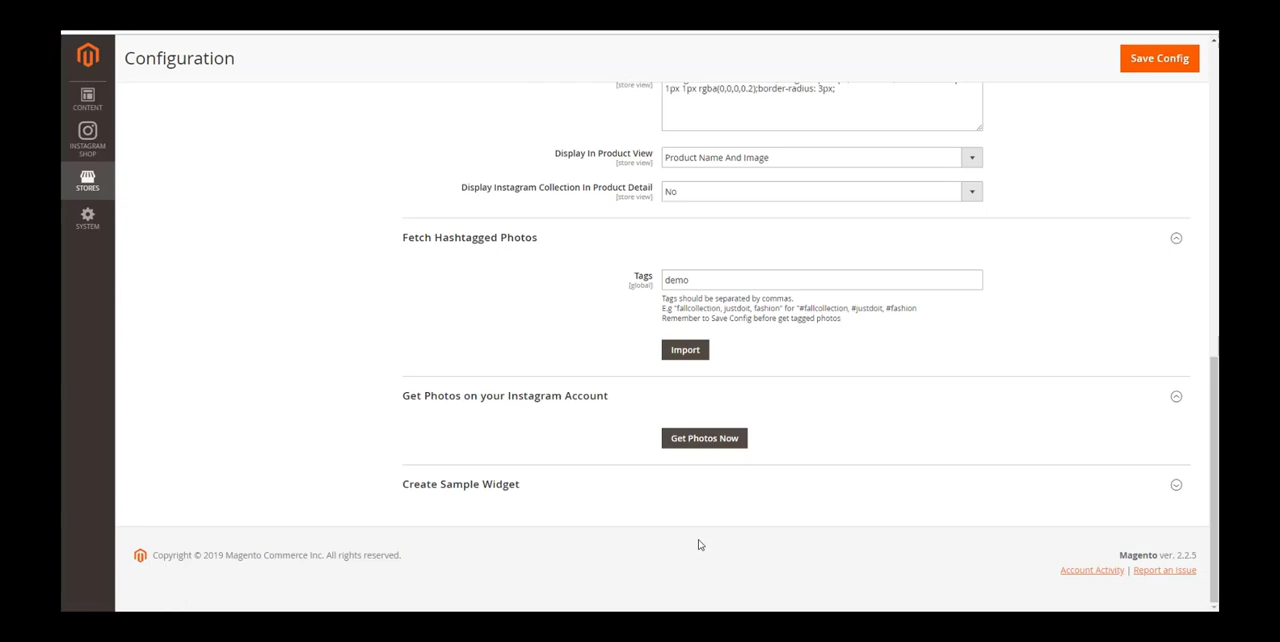 Configuration
Save Config
CONTENT
INSTAGRAM
SHOP
STORES
SYSTEM
[store view]
1px 1px rgba(0,0,0,0.2);border-radius: 3px;
Display In Product View
[store view]
Product Name And Image
Display Instagram Collection In Product Detail
[store view]
No
Fetch Hashtagged Photos
Tags
[global]
demo
Tags should be separated by commas.
E.g "fallcollection, justdoit, fashion" for "#fallcollection, #justdoit, #fashion
Remember to Save Config before get tagged photos
Import
Get Photos on your Instagram Account
Get Photos Now
Create Sample Widget
Copyright © 2019 Magento Commerce Inc. All rights reserved.
Magento ver. 2.2.5
Account Activity | Report an Issue